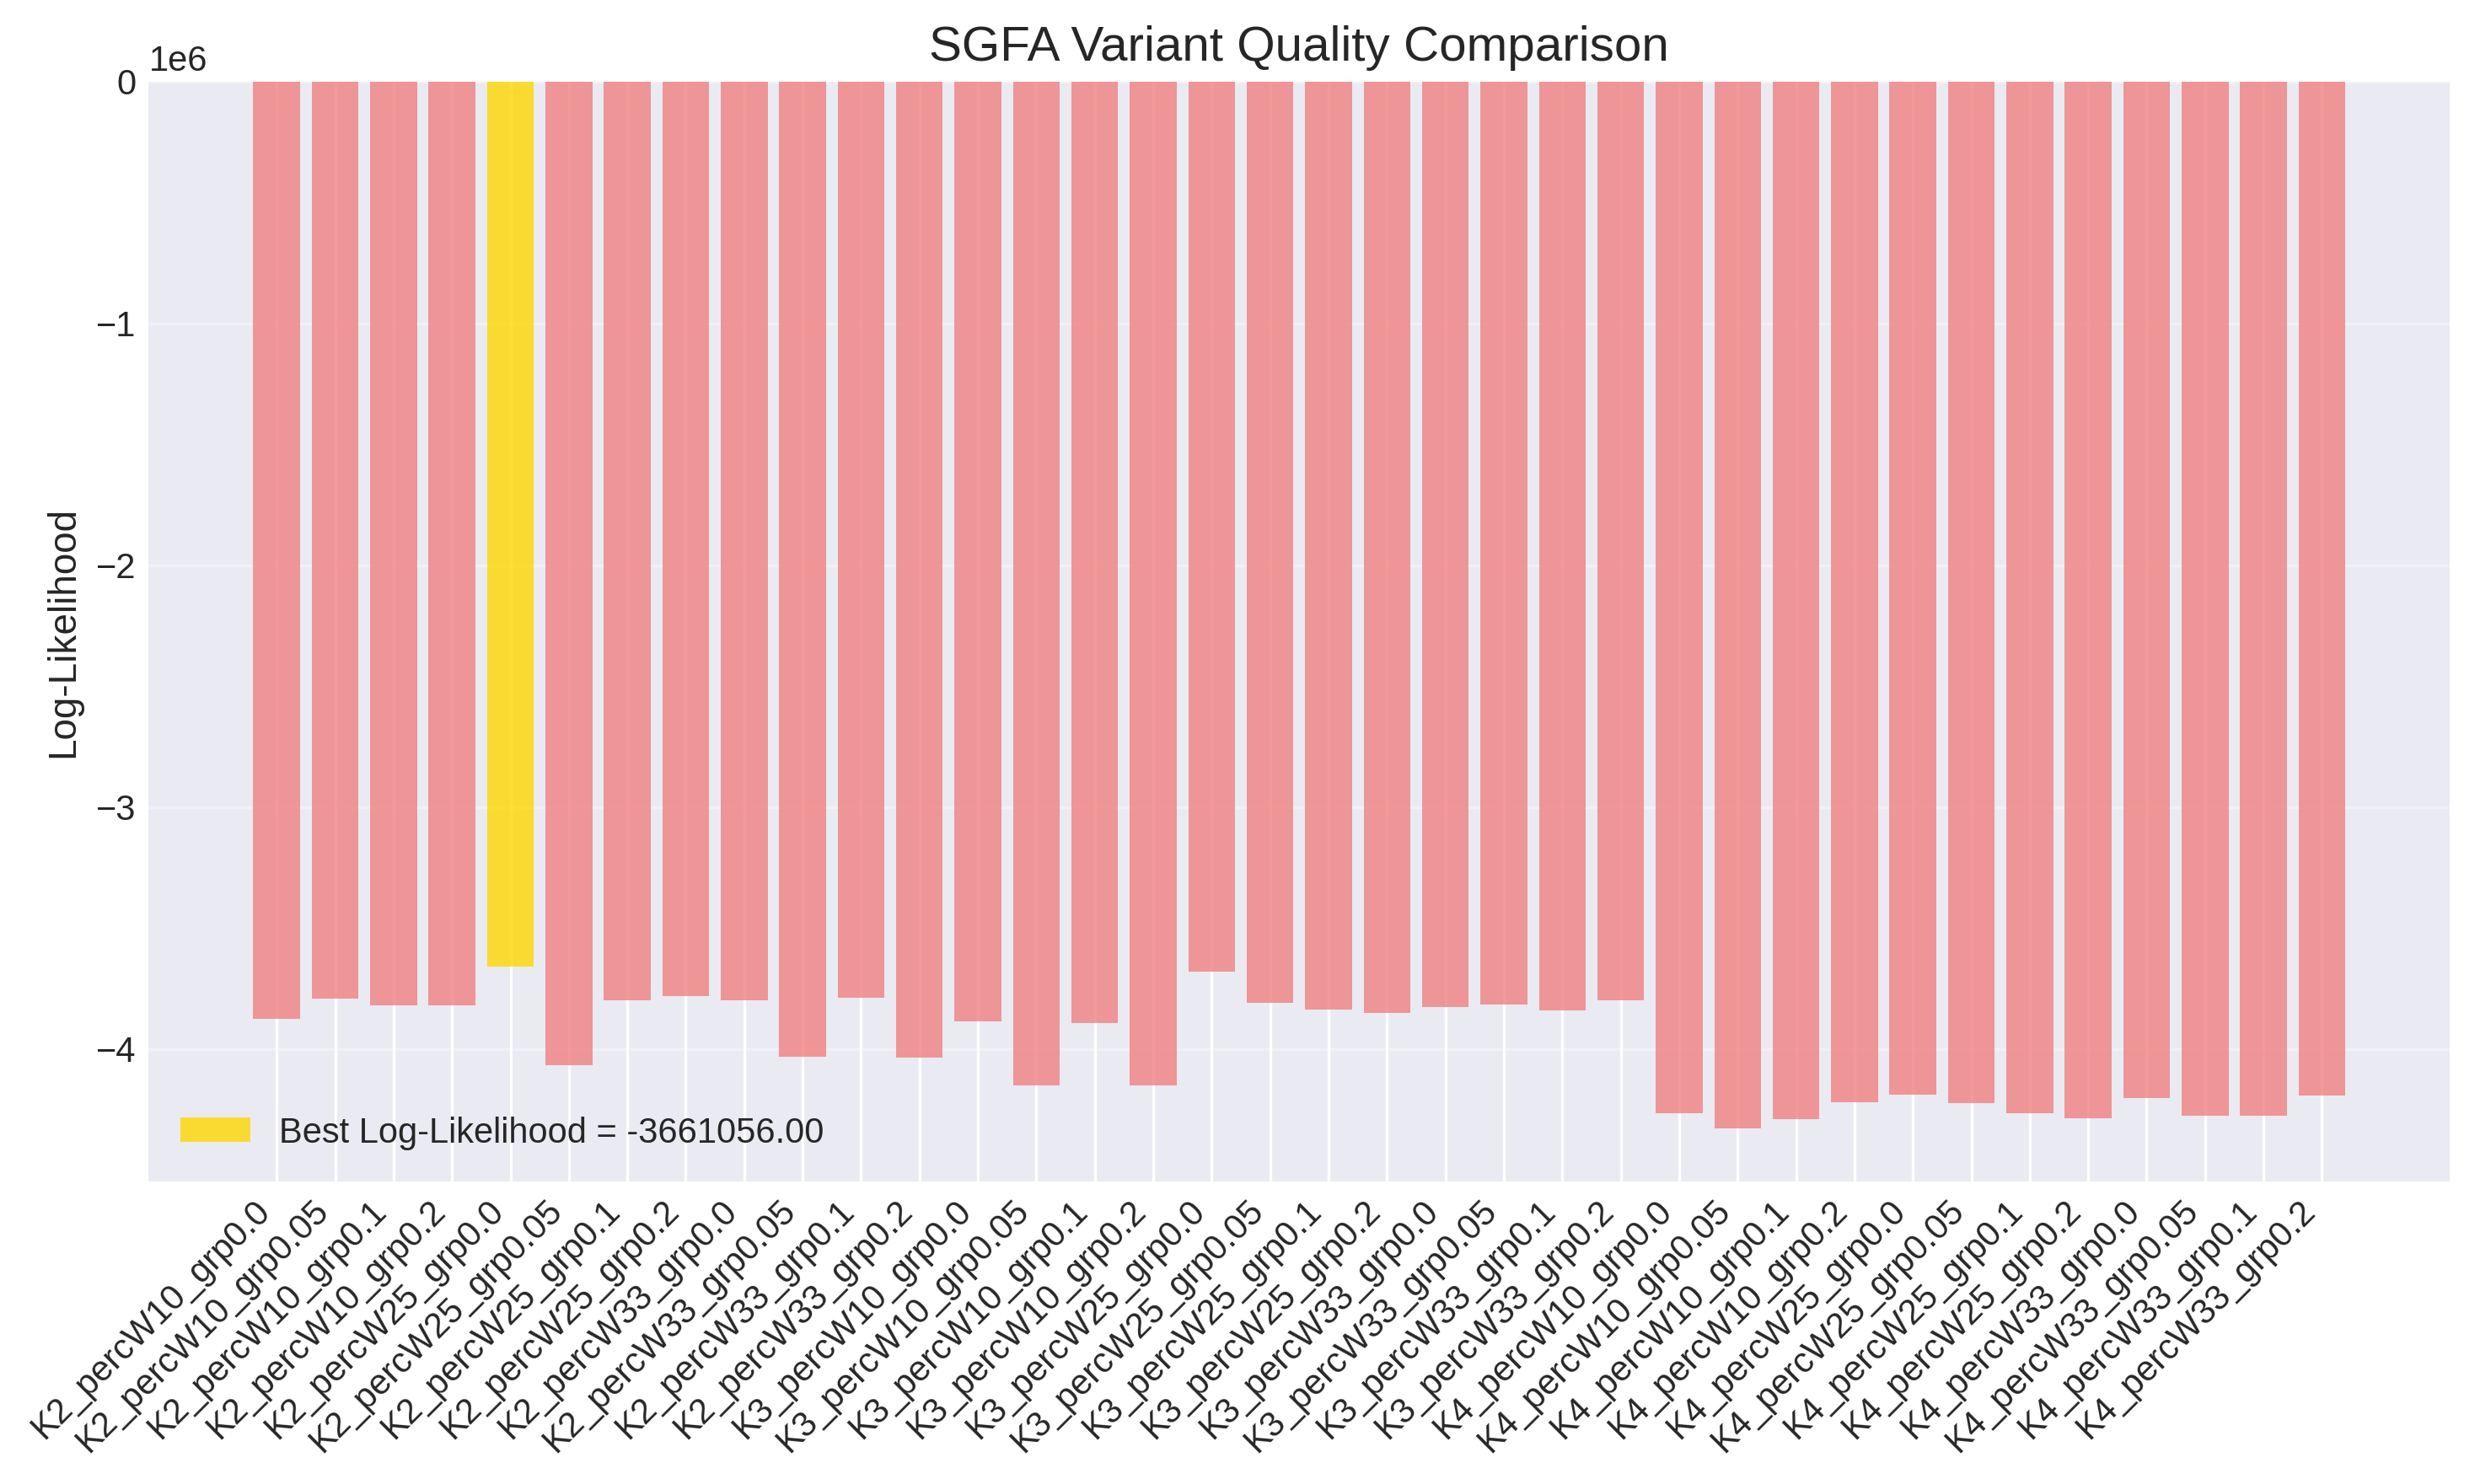 SGFA Variant Quality Comparison
1e6
0
−1
−2
−3
−4
Log-Likelihood
Best Log-Likelihood = -3661056.00
K2_percW10_grp0.0
K2_percW10_grp0.05
K2_percW10_grp0.1
K2_percW10_grp0.2
K2_percW25_grp0.0
K2_percW25_grp0.05
K2_percW25_grp0.1
K2_percW25_grp0.2
K2_percW33_grp0.0
K2_percW33_grp0.05
K2_percW33_grp0.1
K2_percW33_grp0.2
K3_percW10_grp0.0
K3_percW10_grp0.05
K3_percW10_grp0.1
K3_percW10_grp0.2
K3_percW25_grp0.0
K3_percW25_grp0.05
K3_percW25_grp0.1
K3_percW25_grp0.2
K3_percW33_grp0.0
K3_percW33_grp0.05
K3_percW33_grp0.1
K3_percW33_grp0.2
K4_percW10_grp0.0
K4_percW10_grp0.05
K4_percW10_grp0.1
K4_percW10_grp0.2
K4_percW25_grp0.0
K4_percW25_grp0.05
K4_percW25_grp0.1
K4_percW25_grp0.2
K4_percW33_grp0.0
K4_percW33_grp0.05
K4_percW33_grp0.1
K4_percW33_grp0.2